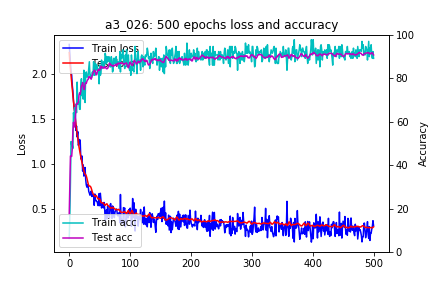 a3_026: 500 epochs loss and accuracy
Train loss
Test loss
Train acc
Test acc
Loss
2.0
1.5
1.0
0.5
Accuracy
100
80
60
40
20
0
0
100
200
300
400
500